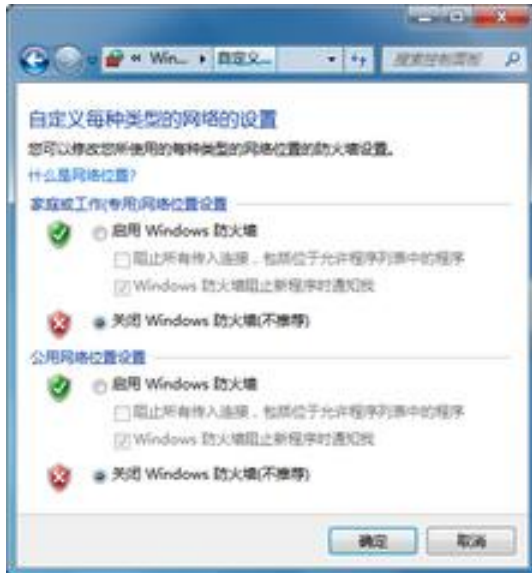 Win... 自定义... 搜索控制面板
自定义每种类型的网络的设置
您可以修改您所使用的每种类型的网络位置的防火墙设置。
什么是网络位置?
家庭或工作(专用)网络位置设置
启用 Windows 防火墙
阻止所有传入连接,包括位于允许程序列表中的程序
Windows 防火墙阻止新程序时通知我
关闭 Windows 防火墙(不推荐)
公用网络位置设置
启用 Windows 防火墙
阻止所有传入连接,包括位于允许程序列表中的程序
Windows 防火墙阻止新程序时通知我
关闭 Windows 防火墙(不推荐)
确定 取消